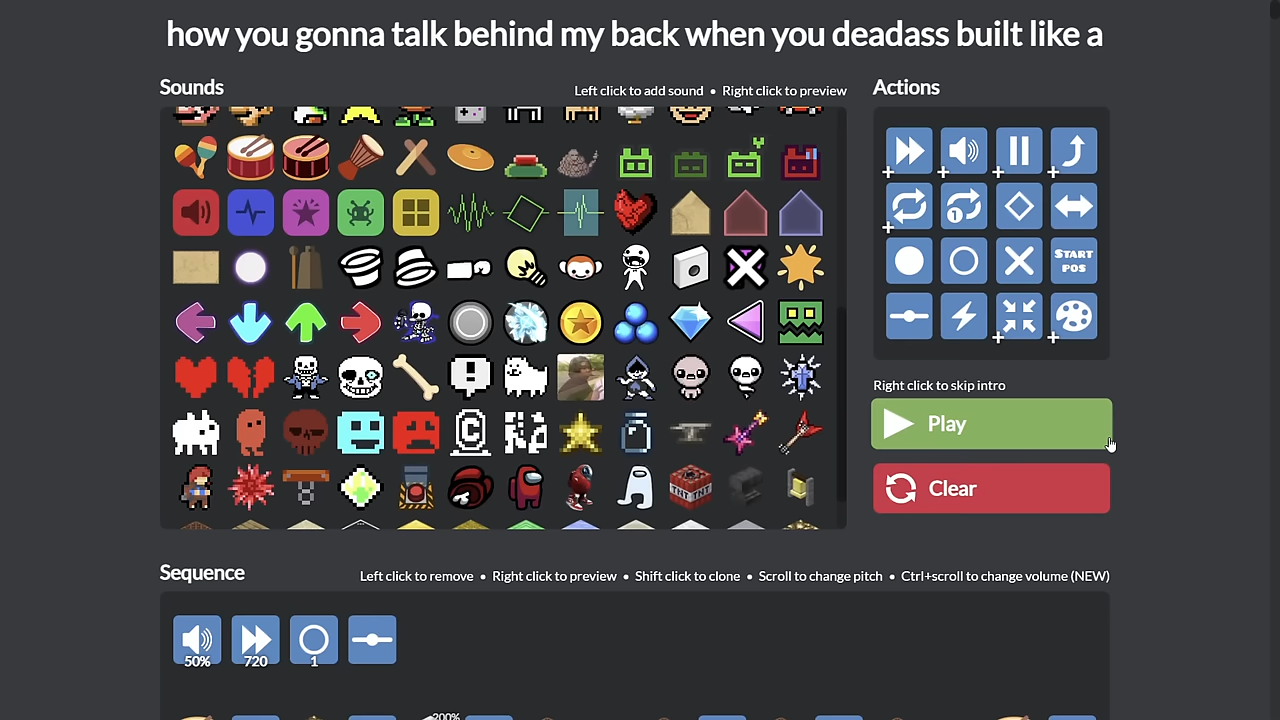 how you gonna talk behind my back when you deadass built like a
Sounds
Left click to add sound • Right click to preview
Actions
1
START
POS
Right click to skip intro
Play
Clear
TNT TNT
Sequence
Left click to remove • Right click to preview • Shift click to clone • Scroll to change pitch • Ctrl+scroll to change volume (NEW)
50%
720
1
200%